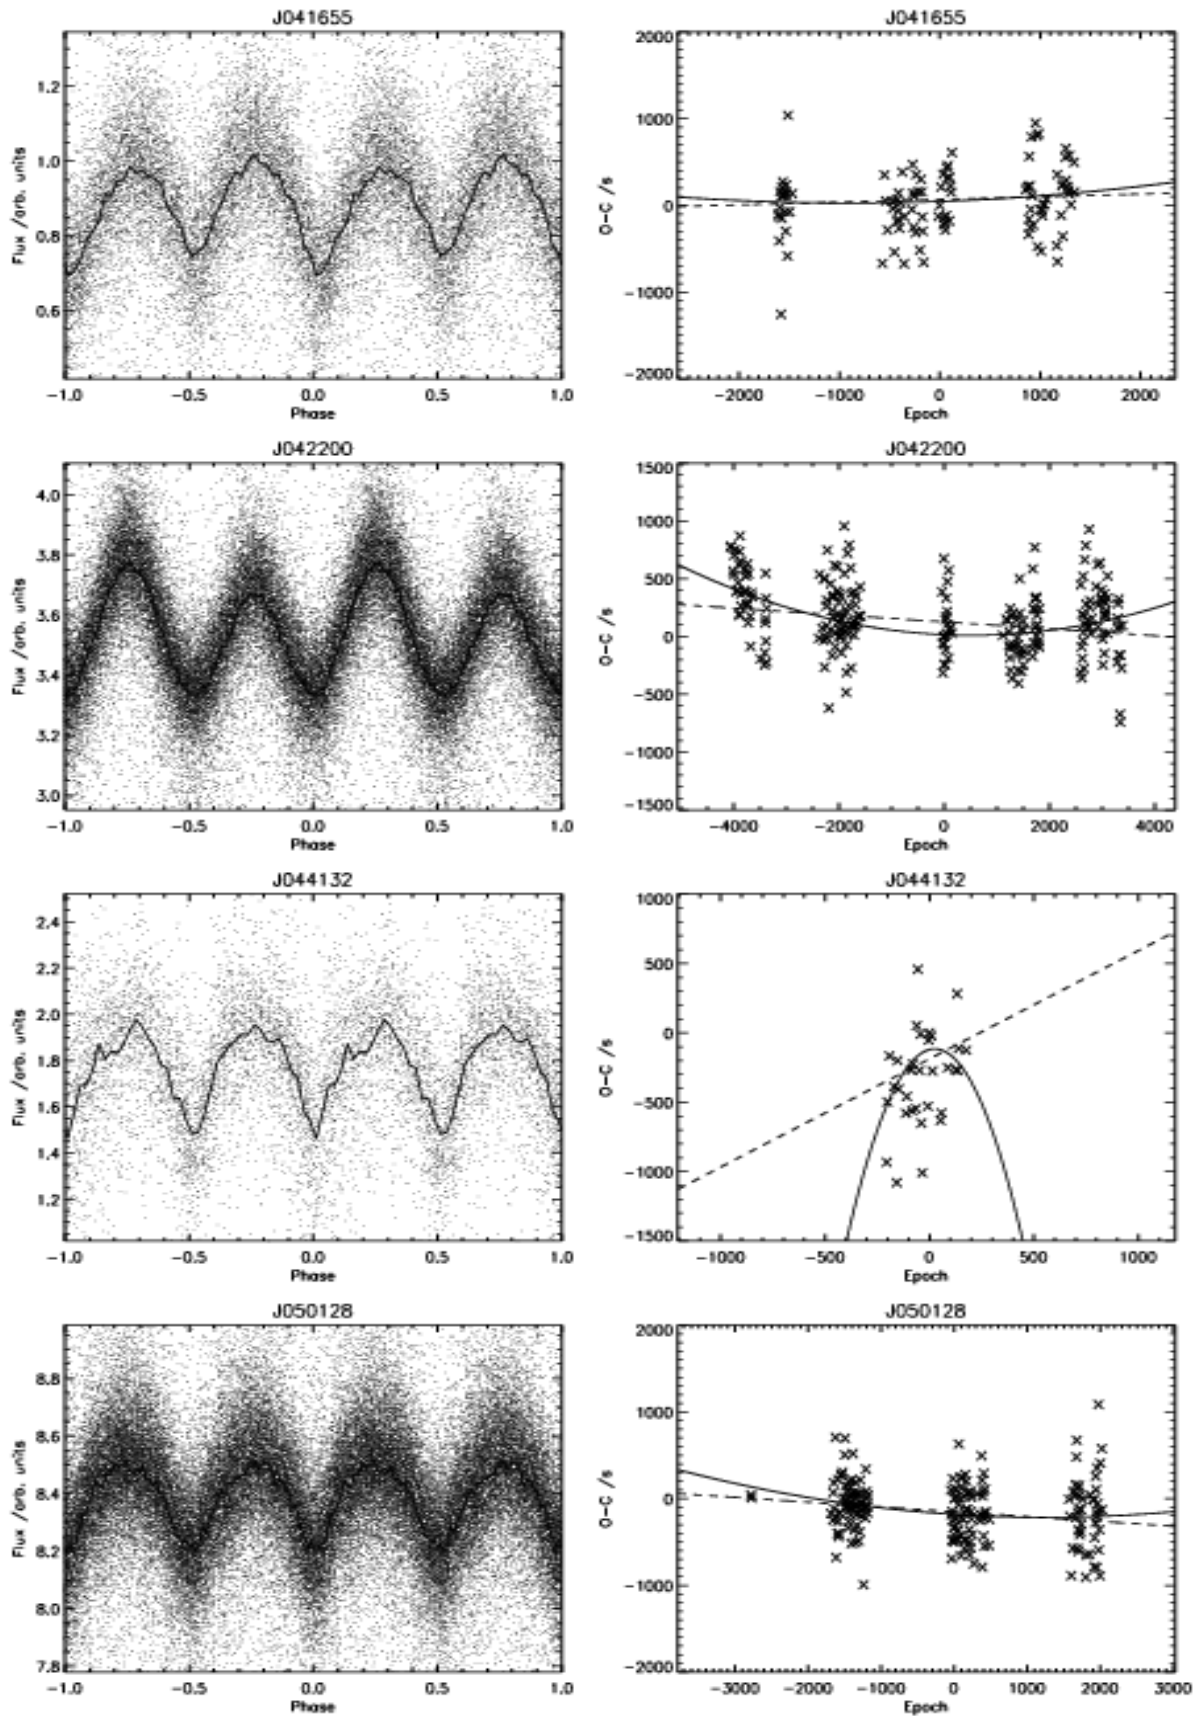 J041655
J041655
1.2
1.0
0.8
0.6
Flux /arb. units
-1.0 -0.5 0.0 0.5 1.0
Phase
2000
1000
0
-1000
-2000
O-C /s
-2000 -1000 0 1000 2000
Epoch
J042200
J042200
4.0
3.8
3.6
3.4
3.2
3.0
Flux /arb. units
-1.0 -0.5 0.0 0.5 1.0
Phase
1500
1000
500
0
-500
-1000
-1500
O-C /s
-4000 -2000 0 2000 4000
Epoch
J044132
J044132
2.4
2.2
2.0
1.8
1.6
1.4
1.2
Flux /arb. units
-1.0 -0.5 0.0 0.5 1.0
Phase
1000
500
0
-500
-1000
-1500
O-C /s
-1000 -500 0 500 1000
Epoch
J050128
J050128
8.8
8.6
8.4
8.2
8.0
7.8
Flux /arb. units
-1.0 -0.5 0.0 0.5 1.0
Phase
2000
1000
0
-1000
-2000
O-C /s
-3000 -2000 -1000 0 1000 2000 3000
Epoch